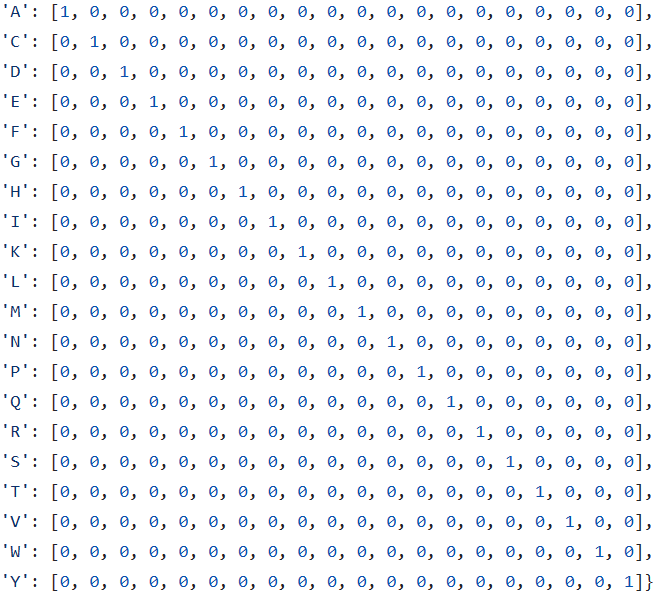 'A': [1, 0, 0, 0, 0, 0, 0, 0, 0, 0, 0, 0, 0, 0, 0, 0, 0, 0, 0, 0],
'C': [0, 1, 0, 0, 0, 0, 0, 0, 0, 0, 0, 0, 0, 0, 0, 0, 0, 0, 0, 0],
'D': [0, 0, 1, 0, 0, 0, 0, 0, 0, 0, 0, 0, 0, 0, 0, 0, 0, 0, 0, 0],
'E': [0, 0, 0, 1, 0, 0, 0, 0, 0, 0, 0, 0, 0, 0, 0, 0, 0, 0, 0, 0],
'F': [0, 0, 0, 0, 1, 0, 0, 0, 0, 0, 0, 0, 0, 0, 0, 0, 0, 0, 0, 0],
'G': [0, 0, 0, 0, 0, 1, 0, 0, 0, 0, 0, 0, 0, 0, 0, 0, 0, 0, 0, 0],
'H': [0, 0, 0, 0, 0, 0, 1, 0, 0, 0, 0, 0, 0, 0, 0, 0, 0, 0, 0, 0],
'I': [0, 0, 0, 0, 0, 0, 0, 1, 0, 0, 0, 0, 0, 0, 0, 0, 0, 0, 0, 0],
'K': [0, 0, 0, 0, 0, 0, 0, 0, 1, 0, 0, 0, 0, 0, 0, 0, 0, 0, 0, 0],
'L': [0, 0, 0, 0, 0, 0, 0, 0, 0, 1, 0, 0, 0, 0, 0, 0, 0, 0, 0, 0],
'M': [0, 0, 0, 0, 0, 0, 0, 0, 0, 0, 1, 0, 0, 0, 0, 0, 0, 0, 0, 0],
'N': [0, 0, 0, 0, 0, 0, 0, 0, 0, 0, 0, 1, 0, 0, 0, 0, 0, 0, 0, 0],
'P': [0, 0, 0, 0, 0, 0, 0, 0, 0, 0, 0, 0, 1, 0, 0, 0, 0, 0, 0, 0],
'Q': [0, 0, 0, 0, 0, 0, 0, 0, 0, 0, 0, 0, 0, 1, 0, 0, 0, 0, 0, 0],
'R': [0, 0, 0, 0, 0, 0, 0, 0, 0, 0, 0, 0, 0, 0, 1, 0, 0, 0, 0, 0],
'S': [0, 0, 0, 0, 0, 0, 0, 0, 0, 0, 0, 0, 0, 0, 0, 1, 0, 0, 0, 0],
'T': [0, 0, 0, 0, 0, 0, 0, 0, 0, 0, 0, 0, 0, 0, 0, 0, 1, 0, 0, 0],
'V': [0, 0, 0, 0, 0, 0, 0, 0, 0, 0, 0, 0, 0, 0, 0, 0, 0, 1, 0, 0],
'W': [0, 0, 0, 0, 0, 0, 0, 0, 0, 0, 0, 0, 0, 0, 0, 0, 0, 0, 1, 0],
'Y': [0, 0, 0, 0, 0, 0, 0, 0, 0, 0, 0, 0, 0, 0, 0, 0, 0, 0, 0, 1]}